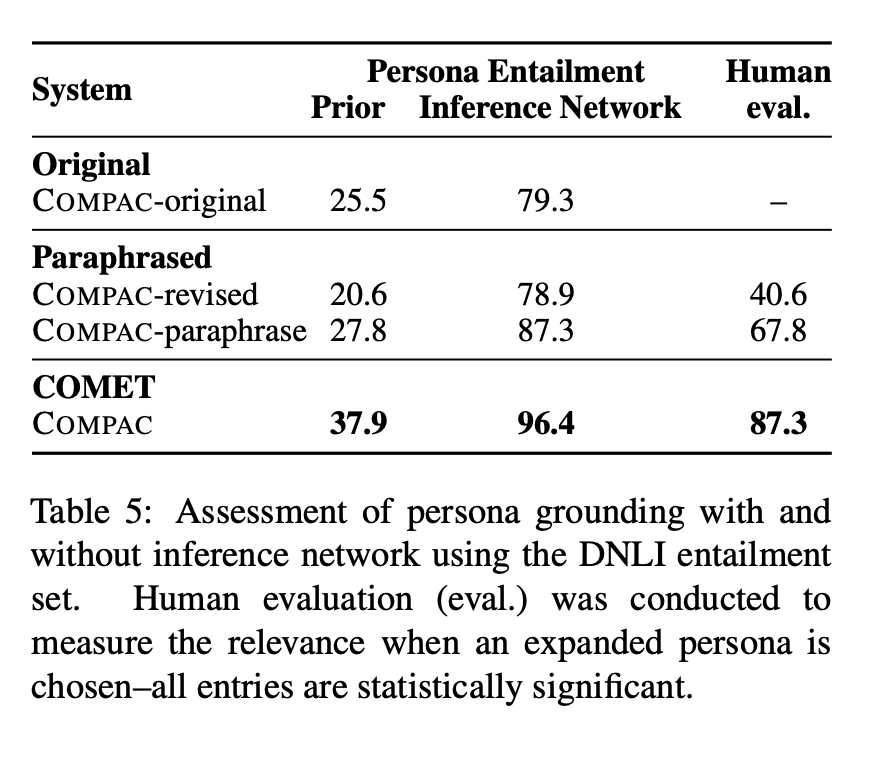 System Persona Entailment Human
Prior Inference Network eval.
Original
COMPAC-original 25.5 79.3 –
Paraphrased
COMPAC-revised 20.6 78.9 40.6
COMPAC-paraphrase 27.8 87.3 67.8
COMET
COMPAC 37.9 96.4 87.3
Table 5: Assessment of persona grounding with and
without inference network using the DNLI entailment
set. Human evaluation (eval.) was conducted to
measure the relevance when an expanded persona is
chosen–all entries are statistically significant.